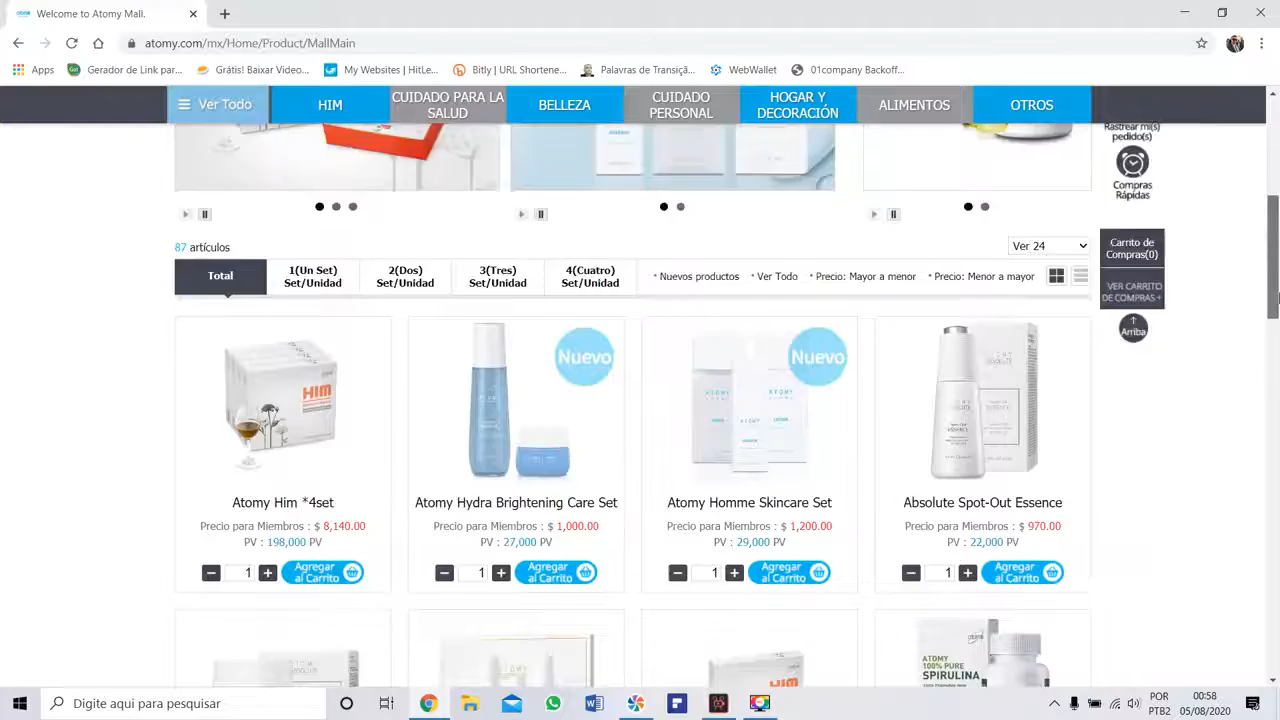 Welcome to Atomy Mall.
atomy.com/mx/Home/Product/MallMain
Apps
Gerador de Link par...
Grátis! Baixar Video...
My Websites | HitLe...
Bitly | URL Shortene...
Palavras de Transiçã...
WebWallet
01company Backoff...
Ver Todo
HIM
CUIDADO PARA LA
SALUD
BELLEZA
CUIDADO
PERSONAL
HOGAR Y
DECORACIÓN
ALIMENTOS
OTROS
Rastrear mi(s)
pedido(s)
Compras
Rápidas
87 artículos
Ver 24
Carrito de
Compras(0)
VER CARRITO
DE COMPRAS +
Arriba
Total
1(Un Set)
Set/Unidad
2(Dos)
Set/Unidad
3(Tres)
Set/Unidad
4(Cuatro)
Set/Unidad
Nuevos productos
Ver Todo
Precio: Mayor a menor
Precio: Menor a mayor
HIM
Nuevo
Nuevo
ATOMY
Atomy Him *4set
Precio para Miembros : $ 8,140.00
PV : 198,000 PV
1
Agregar
al Carrito
Atomy Hydra Brightening Care Set
Precio para Miembros : $ 1,000.00
PV : 27,000 PV
1
Agregar
al Carrito
Atomy Homme Skincare Set
Precio para Miembros : $ 1,200.00
PV : 29,000 PV
1
Agregar
al Carrito
Absolute Spot-Out Essence
Precio para Miembros : $ 970.00
PV : 22,000 PV
1
Agregar
al Carrito
ATOMY
HIM
ATOMY
100% PURE
SPIRULINA
Digite aqui para pesquisar
POR
PTB2
00:58
05/08/2020